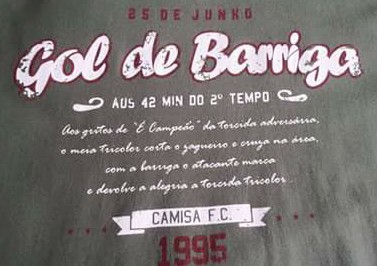 25 DE JUNHO
Gol de Barriga
AOS 42 MIN DO 2º TEMPO
Aos gritos de "É Campeão" da torcida adversária,
o meia tricolor corta o zagueiro e cruza na área,
com a barriga o atacante marca
e devolve a alegria a torcida tricolor.
CAMISA F.C.
1995